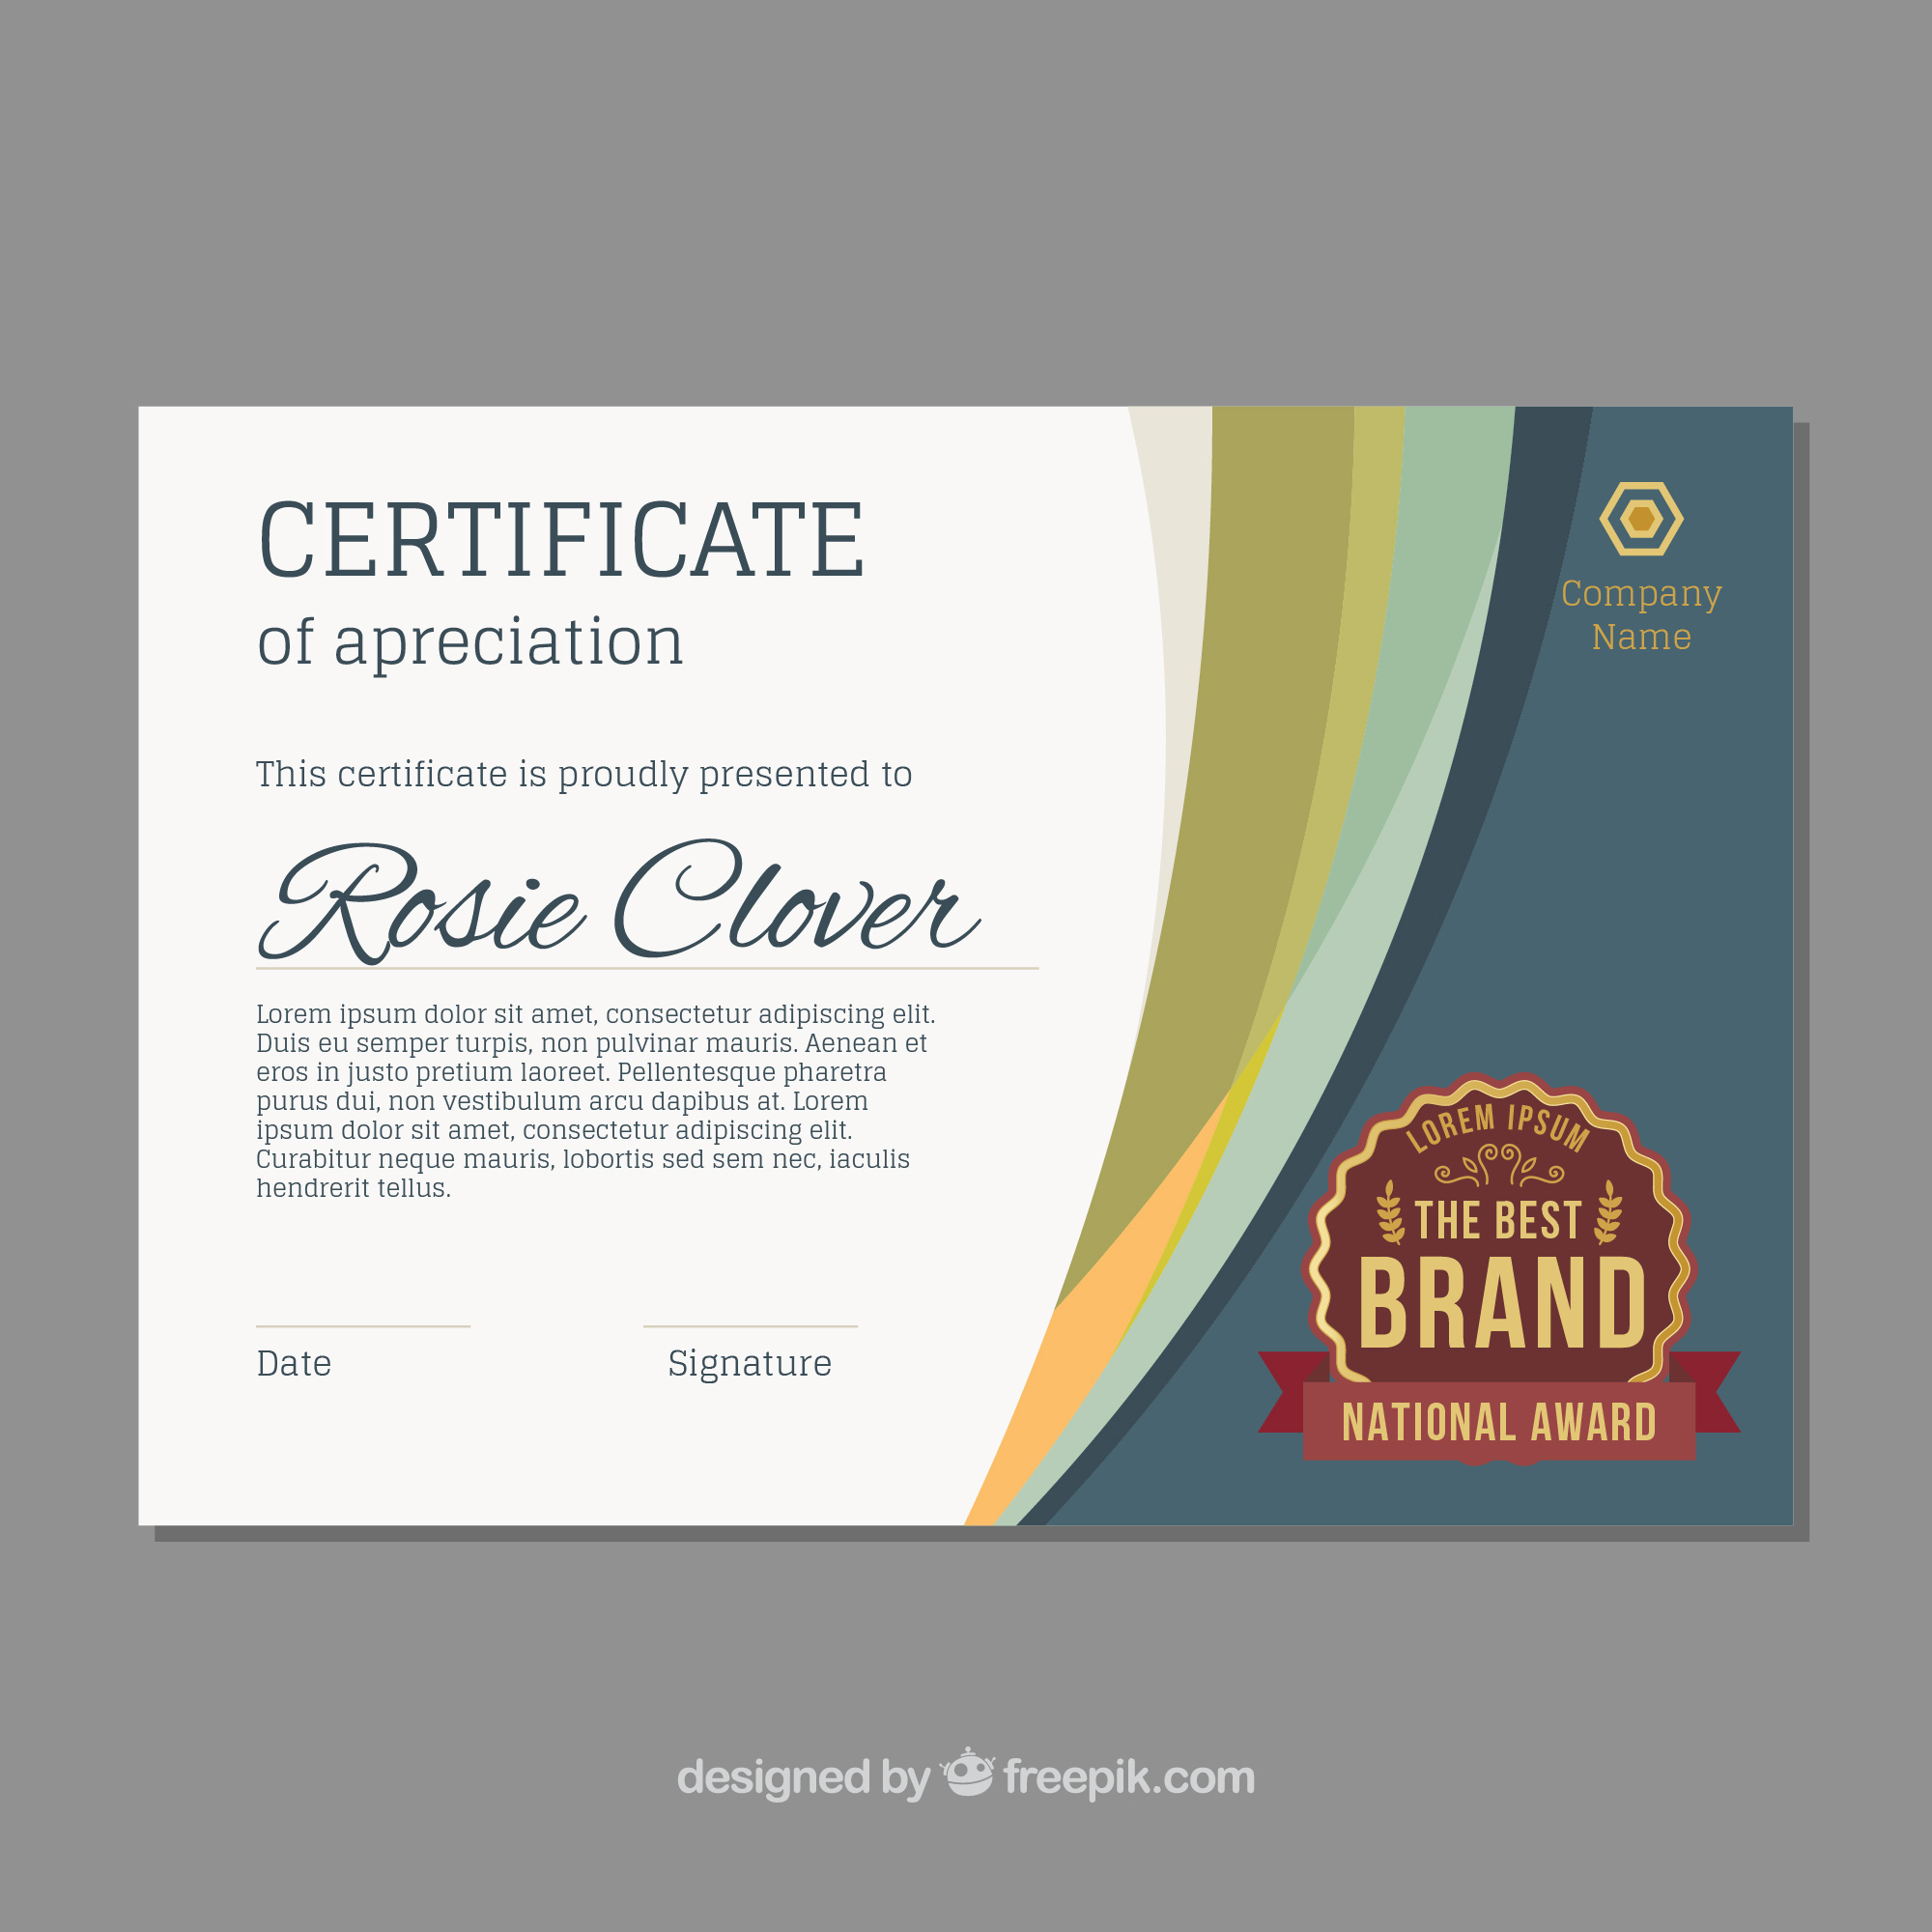 CERTIFICATE
of apreciation
This certificate is proudly presented to
Rosie Clover
Lorem ipsum dolor sit amet, consectetur adipiscing elit.
Duis eu semper turpis, non pulvinar mauris. Aenean et
eros in justo pretium laoreet. Pellentesque pharetra
purus dui, non vestibulum arcu dapibus at. Lorem
ipsum dolor sit amet, consectetur adipiscing elit.
Curabitur neque mauris, lobortis sed sem nec, iaculis
hendrerit tellus.
Date
Signature
Company
Name
LOREM IPSUM
THE BEST
BRAND
NATIONAL AWARD
designed by freepik.com